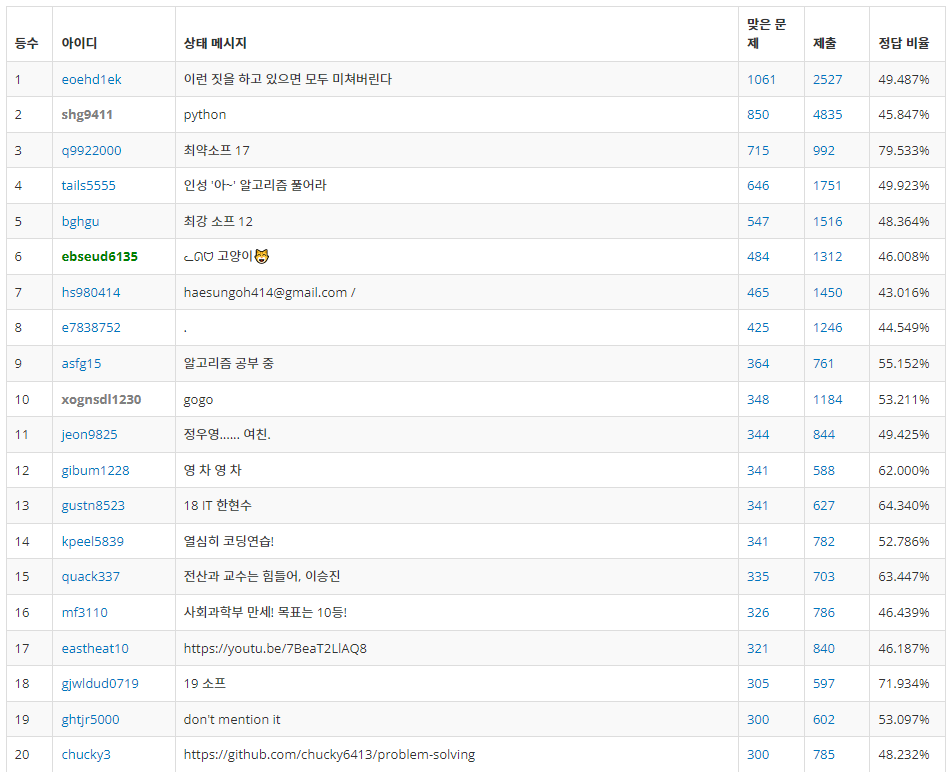 등수 아이디 상태 메시지 맞은 문제 제출 정답 비율
1 eoehd1ek 이런 짓을 하고 있으면 모두 미쳐버린다 1061 2527 49.487%
2 shg9411 python 850 4835 45.847%
3 q9922000 최약소프 17 715 992 79.533%
4 tails5555 인성 '아~' 알고리즘 풀어라 646 1751 49.923%
5 bghgu 최강 소프 12 547 1516 48.364%
6 ebseud6135 ᓚᘏᗢ 고양이😸 484 1312 46.008%
7 hs980414 haesungoh414@gmail.com / 465 1450 43.016%
8 e7838752 . 425 1246 44.549%
9 asfg15 알고리즘 공부 중 364 761 55.152%
10 xognsdl1230 gogo 348 1184 53.211%
11 jeon9825 정우영...... 여친. 344 844 49.425%
12 gibum1228 영 차 영 차 341 588 62.000%
13 gustn8523 18 IT 한현수 341 627 64.340%
14 kpeel5839 열심히 코딩연습! 341 782 52.786%
15 quack337 전산과 교수는 힘들어, 이승진 335 703 63.447%
16 mf3110 사회과학부 만세! 목표는 10등! 326 786 46.439%
17 eastheat10 https://youtu.be/7BeaT2LlAQ8 321 840 46.187%
18 gjwldud0719 19 소프 305 597 71.934%
19 ghtjr5000 don't mention it 300 602 53.097%
20 chucky3 https://github.com/chucky6413/problem-solving 300 785 48.232%